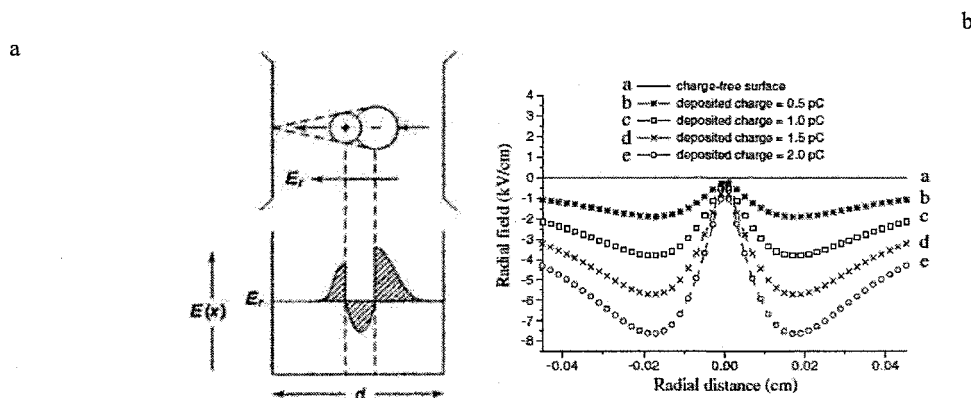 a
b
+ −
E_r
E(x)
E_r
d
a charge-free surface
b deposited charge = 0.5 pC
c deposited charge = 1.0 pC
d deposited charge = 1.5 pC
e deposited charge = 2.0 pC
Radial field (kV/cm)
4
3
2
1
0
-1
-2
-3
-4
-5
-6
-7
-8
a
b
c
d
e
-0.04 -0.02 0.00 0.02 0.04
Radial distance (cm)